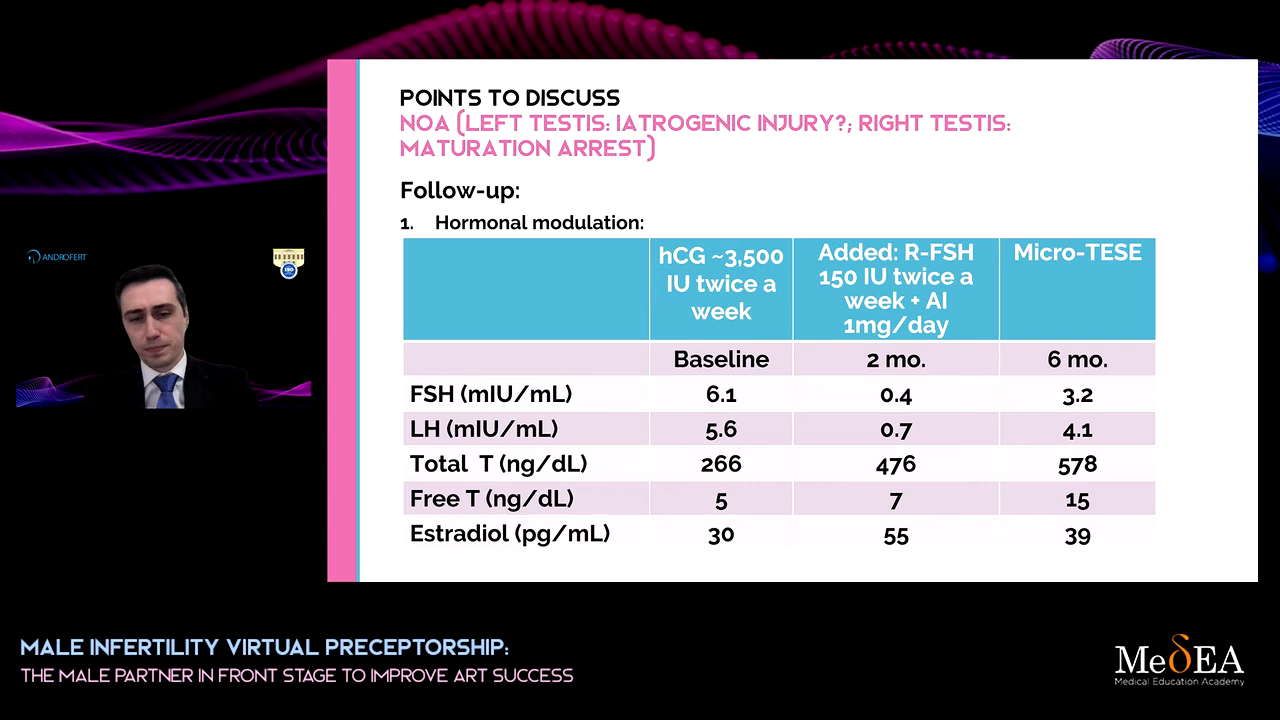 POINTS TO DISCUSS
NOA (LEFT TESTIS: IATROGENIC INJURY?; RIGHT TESTIS:
MATURATION ARREST)
Follow-up:
1. Hormonal modulation:
hCG ~3,500 IU twice a week
Added: R-FSH 150 IU twice a week + AI 1mg/day
Micro-TESE
Baseline 2 mo. 6 mo.
FSH (mIU/mL) 6.1 0.4 3.2
LH (mIU/mL) 5.6 0.7 4.1
Total T (ng/dL) 266 476 578
Free T (ng/dL) 5 7 15
Estradiol (pg/mL) 30 55 39
ANDROFERT
ISO
MALE INFERTILITY VIRTUAL PRECEPTORSHIP:
THE MALE PARTNER IN FRONT STAGE TO IMPROVE ART SUCCESS
MeδEA
Medical Education Academy